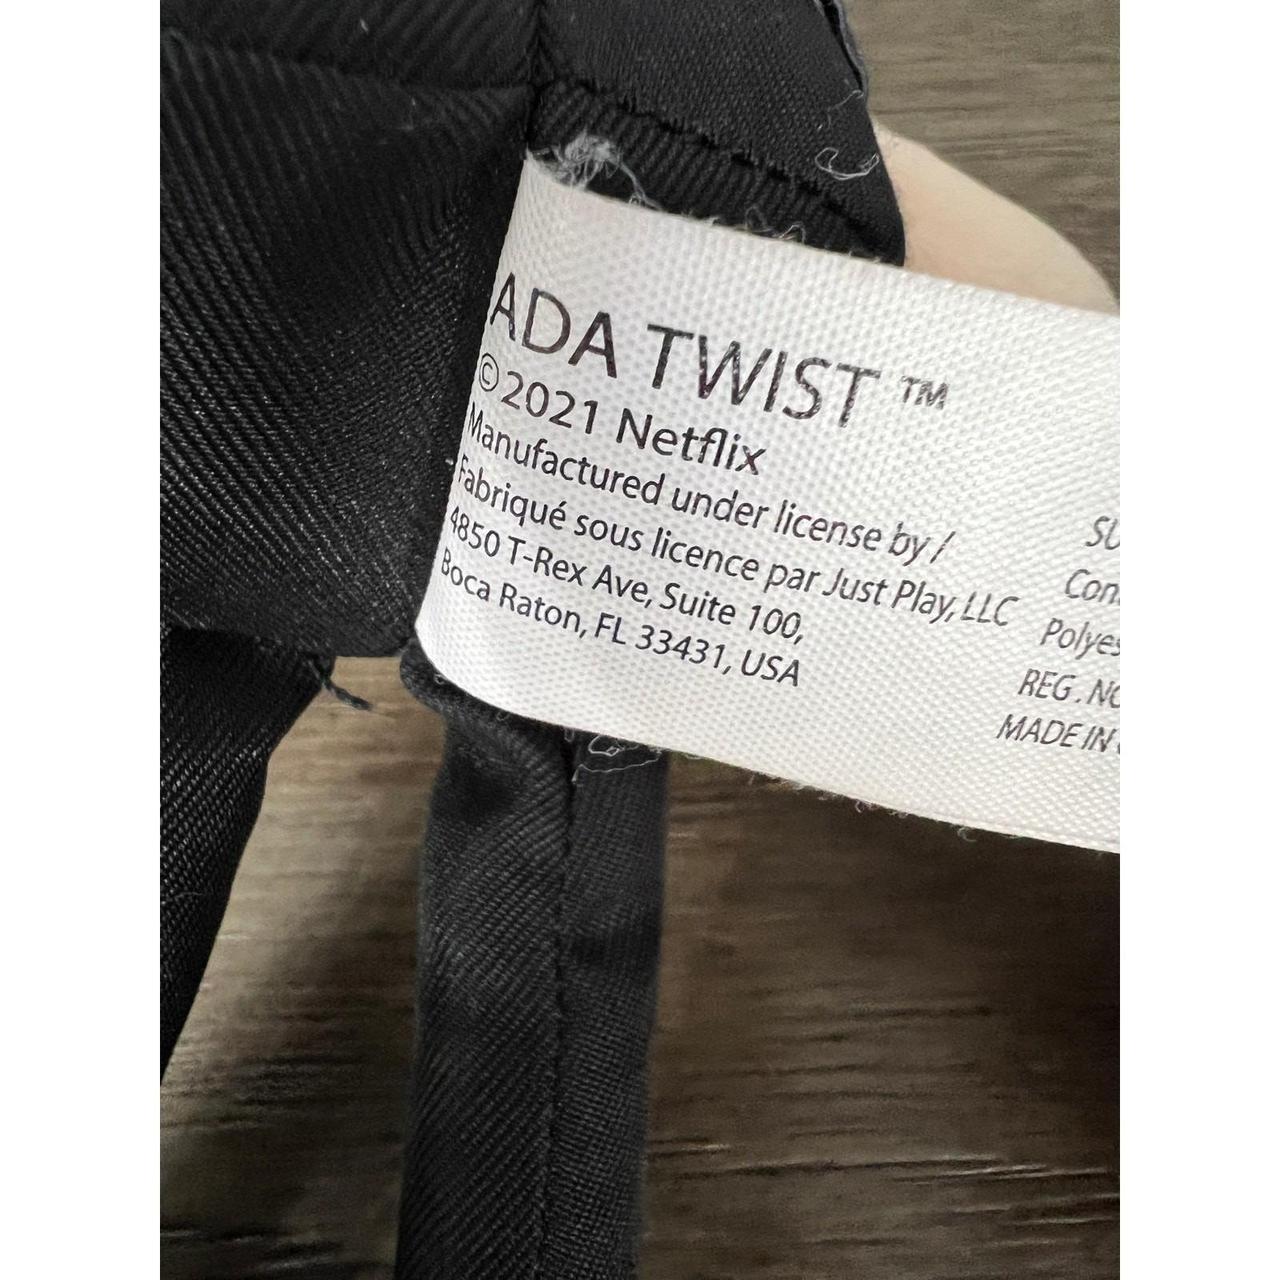 ADA TWIST ™
© 2021 Netflix
Manufactured under license by /
Fabriqué sous licence par Just Play, LLC
4850 T-Rex Ave, Suite 100,
Boca Raton, FL 33431, USA
REG. NO
MADE IN